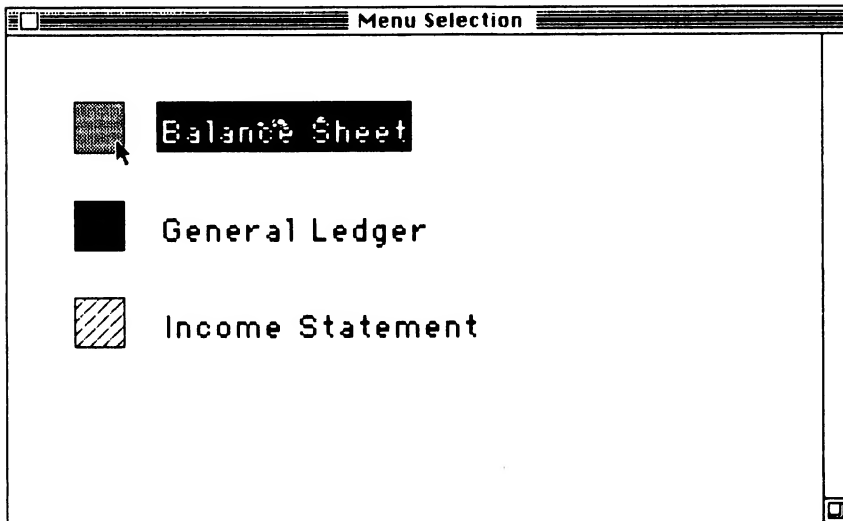 Menu Selection
Balance Sheet
General Ledger
Income Statement